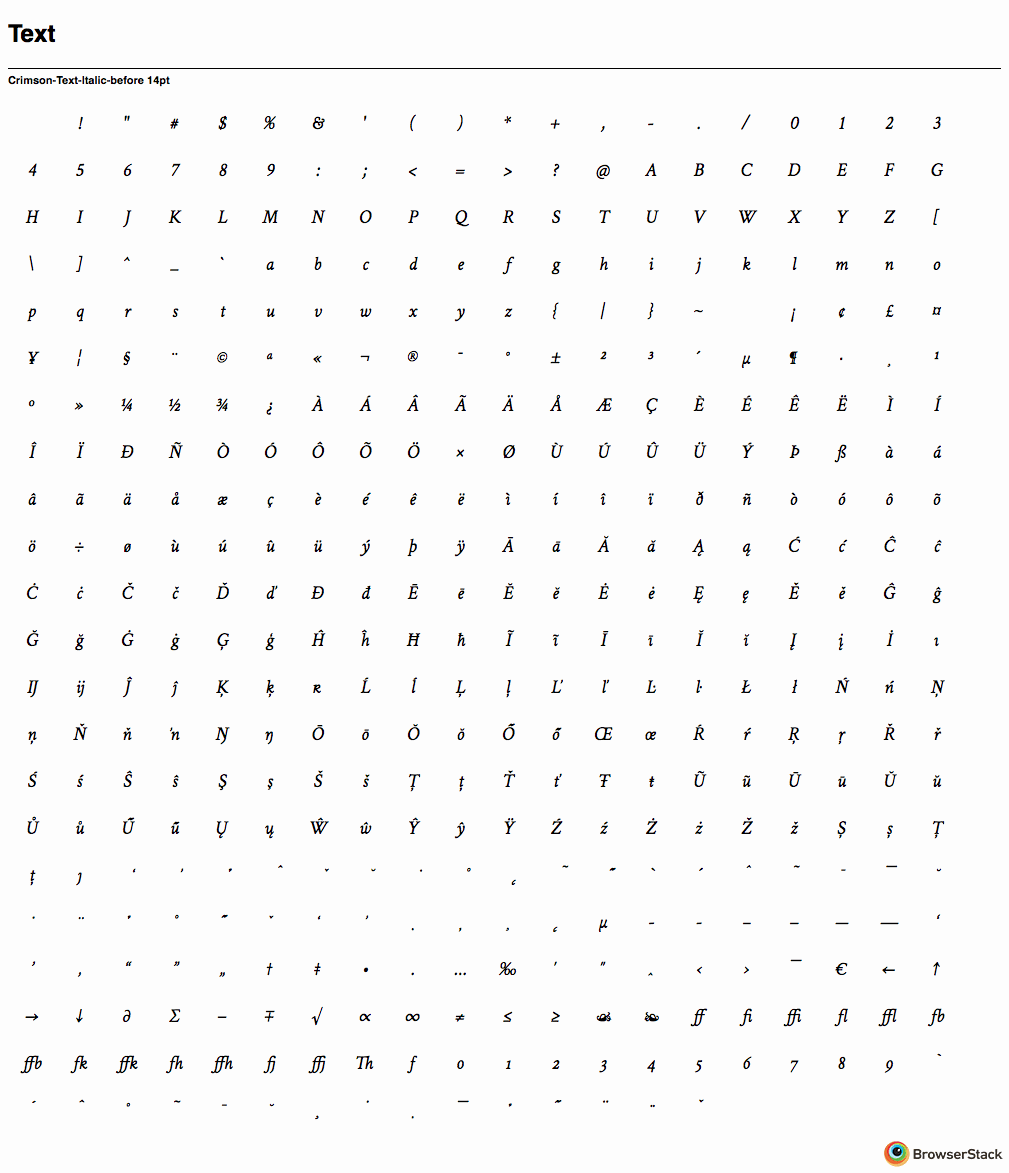 Text
Crimson-Text-Italic-before 14pt
! " # $ % & ' ( ) * + , - . / 0 1 2 3
4 5 6 7 8 9 : ; < = > ? @ A B C D E F G
H I J K L M N O P Q R S T U V W X Y Z [
\ ] ^ _ ` a b c d e f g h i j k l m n o
p q r s t u v w x y z { | } ~ ¡ ¢ £ ¤
¥ ¦ § ¨ © ª « ¬ ® ¯ ° ± ² ³ ´ µ ¶ · ¸ ¹
º » ¼ ½ ¾ ¿ À Á Â Ã Ä Å Æ Ç È É Ê Ë Ì Í
Î Ï Ð Ñ Ò Ó Ô Õ Ö × Ø Ù Ú Û Ü Ý Þ ß à á
â ã ä å æ ç è é ê ë ì í î ï ð ñ ò ó ô õ
ö ÷ ø ù ú û ü ý þ ÿ Ā ā Ă ă Ą ą Ć ć Ĉ ĉ
Ċ ċ Č č Ď ď Đ đ Ē ē Ĕ ĕ Ė ė Ę ę Ě ě Ĝ ĝ
Ğ ğ Ġ ġ Ģ ģ Ĥ ĥ Ħ ħ Ĩ ĩ Ī ī Ĭ ĭ Į į İ ı
Ĳ ĳ Ĵ ĵ Ķ ķ ĸ Ĺ ĺ Ļ ļ Ľ ľ Ŀ ŀ Ł ł Ń ń Ņ
ņ Ň ň ŉ Ŋ ŋ Ō ō Ŏ ŏ Ő ő Œ œ Ŕ ŕ Ŗ ŗ Ř ř
Ś ś Ŝ ŝ Ş ş Š š Ţ ţ Ť ť Ŧ ŧ Ũ ũ Ū ū Ŭ ŭ
Ů ů Ű ű Ų ų Ŵ ŵ Ŷ ŷ Ÿ Ź ź Ż ż Ž ž Ș ș Ț
ț ȷ
µ - ‑ ‒ – — ― ‘
’ ‚ “ ” „ † ‡ • . … ‰ ′ ″ ‸ ‹ › ‾ € ← ↑
→ ↓ ∂ Σ − ∓ √ ∝ ∞ ≠ ≤ ≥ ☙ ❧ ff fi ffi fl ffl fb
ffb fk ffk fh ffh fj ffj Th f 0 1 2 3 4 5 6 7 8 9 `
BrowserStack